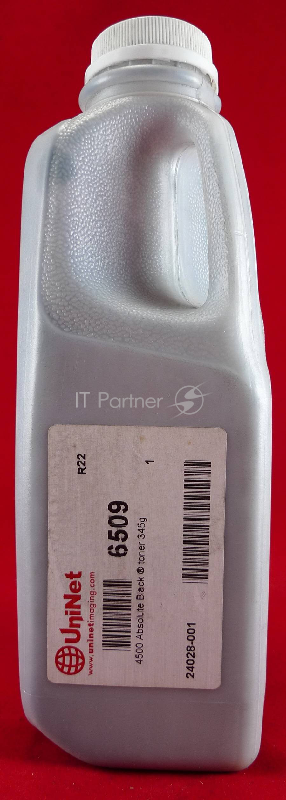 IT Partner
R22
1
UniNet
www.uninetimaging.com
6509
4500 Absolute Black ® toner 345g
24028-001